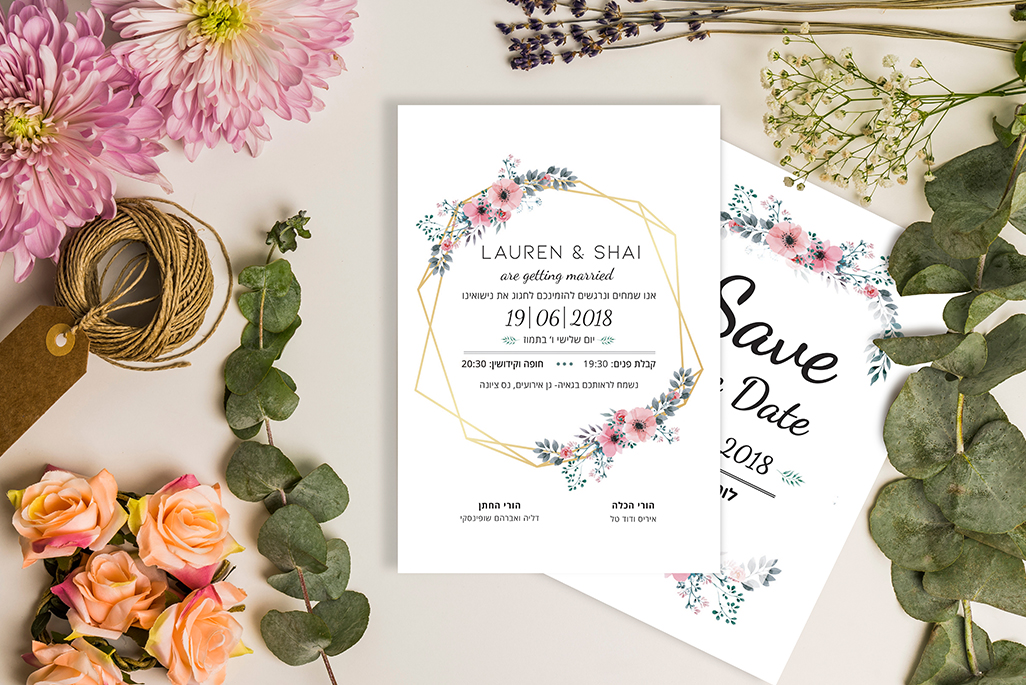 LAUREN & SHAI
are getting married
אנו שמחים ונרגשים להזמינכם לחגוג את נישואינו
19|06|2018
יום שלישי ו' בתמוז
קבלת פנים: 19:30 ••• חופה וקידושין: 20:30
נשמח לראותכם בגאיה- גן אירועים, נס ציונה
הורי הכלה
איריס ודוד טל
הורי החתן
דליה ואברהם שופינסקי
Save
Date
2018